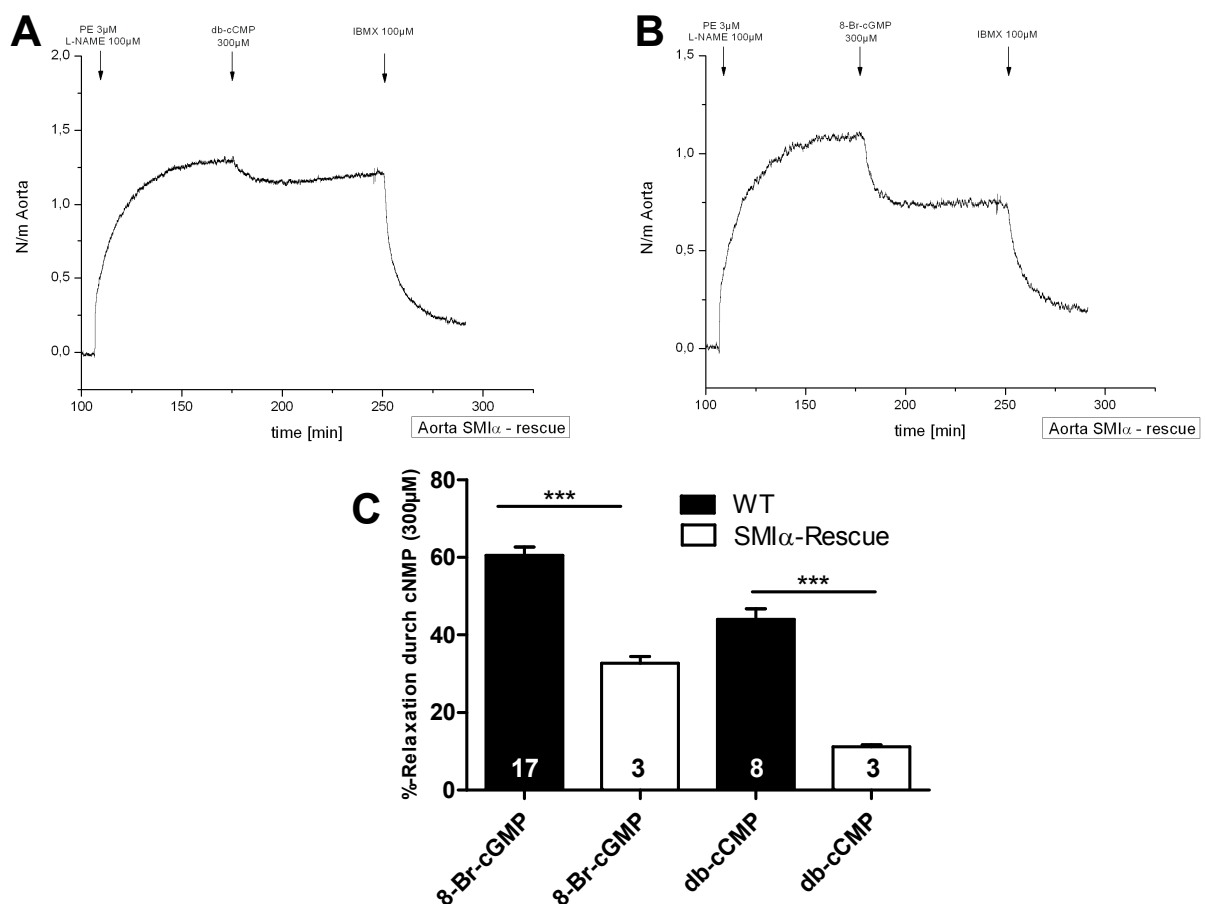 A
PE 3µM
L-NAME 100µM
db-cCMP
300µM
IBMX 100µM
2,0
1,5
1,0
0,5
0,0
N/m Aorta
100
150
200
250
300
time [min]
Aorta SMIα - rescue
B
PE 3µM
L-NAME 100µM
8-Br-cGMP
300µM
IBMX 100µM
1,5
1,0
0,5
0,0
N/m Aorta
100
150
200
250
300
time [min]
Aorta SMIα - rescue
C
%-Relaxation durch cNMP (300µM)
80
60
40
20
0
***
***
WT
SMIα-Rescue
17
3
8
3
8-Br-cGMP
8-Br-cGMP
db-cCMP
db-cCMP